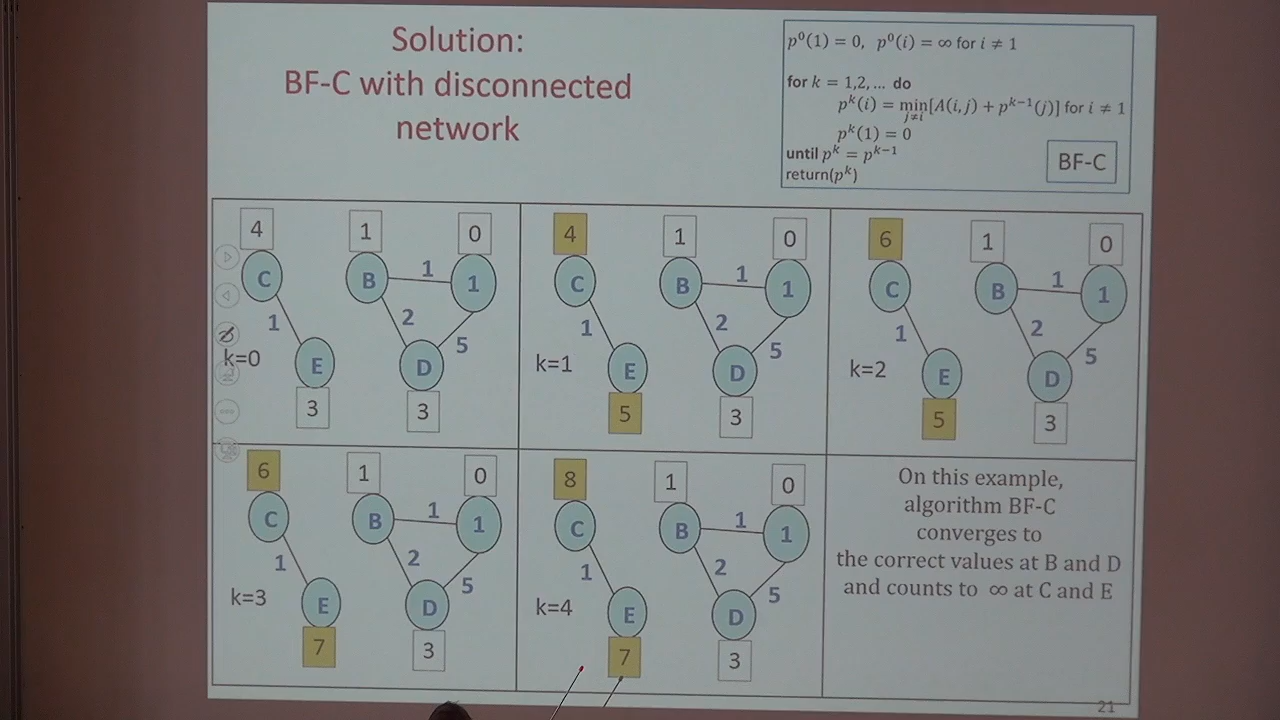 Solution:
BF-C with disconnected
network
p⁰(1) = 0, p⁰(i) = ∞ for i ≠ 1
for k = 1,2, … do
pᵏ(i) = min[A(i,j) + pᵏ⁻¹(j)] for i ≠ 1
j≠i
pᵏ(1) = 0
until pᵏ = pᵏ⁻¹
return(pᵏ)
BF-C
4 1 0
C B 1 1
1 2 5
k=0 E D
3 3
4 1 0
C B 1 1
1 2 5
k=1 E D
5 3
6 1 0
C B 1 1
1 2 5
k=2 E D
5 3
6 1 0
C B 1 1
1 2 5
k=3 E D
7 3
8 1 0
C B 1 1
1 2 5
k=4 E D
7 3
On this example,
algorithm BF-C
converges to
the correct values at B and D
and counts to ∞ at C and E
21